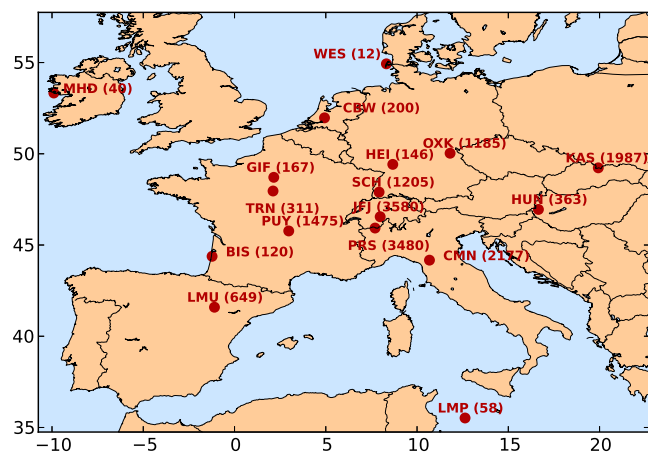 55
WES (12)
MHD (40)
CBW (200)
50
OXK (1185)
HEI (146)
KAS (1987)
GIF (167)
SCH (1205)
HUN (363)
TRN (311)
JFJ (3580)
PUY (1475)
PRS (3480)
45
BIS (120)
CMN (2177)
LMU (649)
40
LMP (58)
35
−10 −5 0 5 10 15 20